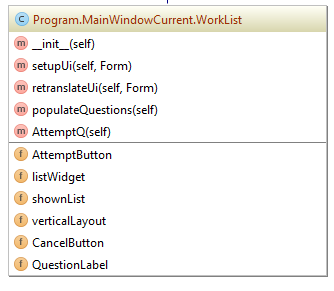 C Program.MainWindowCurrent.WorkList
m __init__(self)
m setupUi(self, Form)
m retranslateUi(self, Form)
m populateQuestions(self)
m AttemptQ(self)
f AttemptButton
f listWidget
f shownList
f verticalLayout
f CancelButton
f QuestionLabel